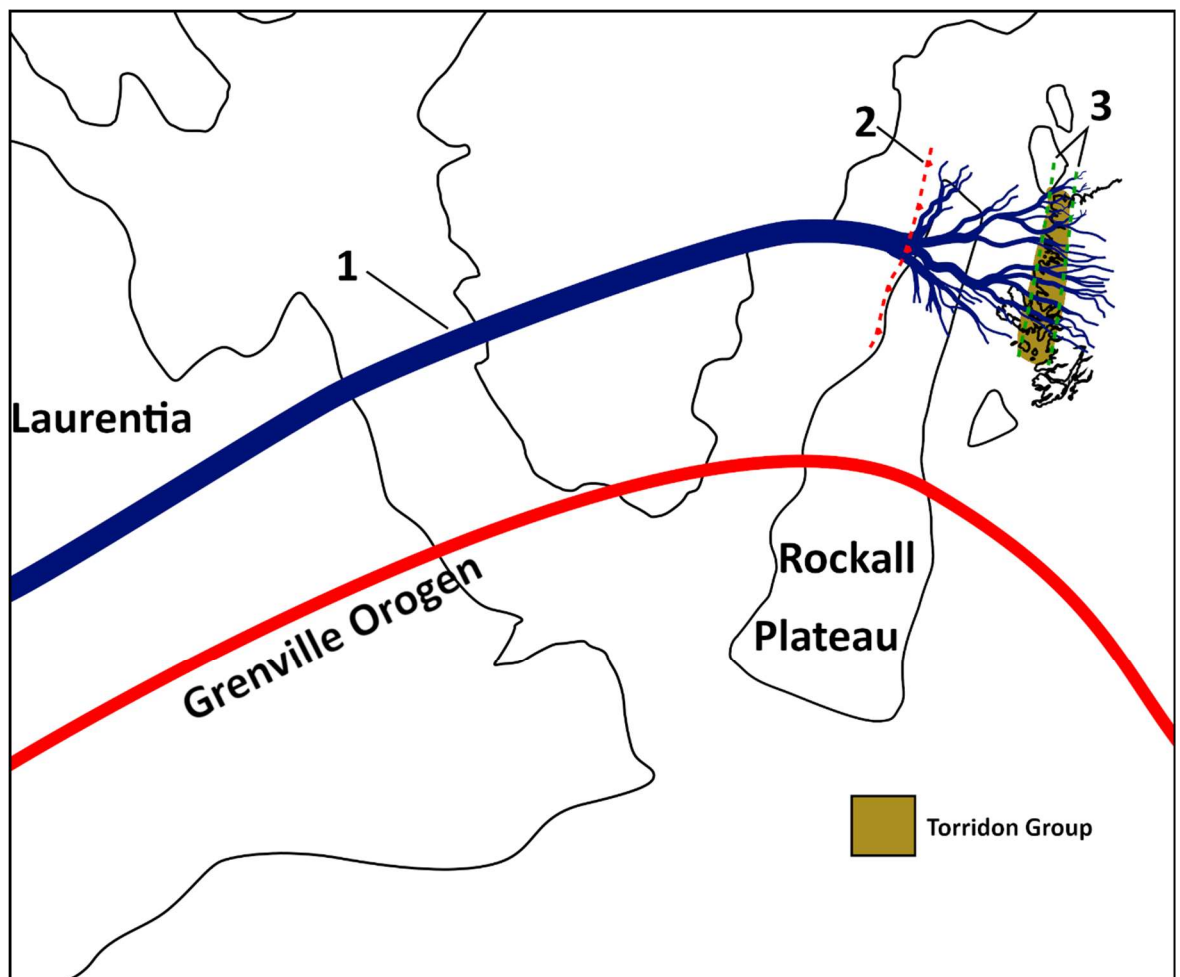 3
2
1
Laurentia
Grenville Orogen
Rockall
Plateau
Torridon Group